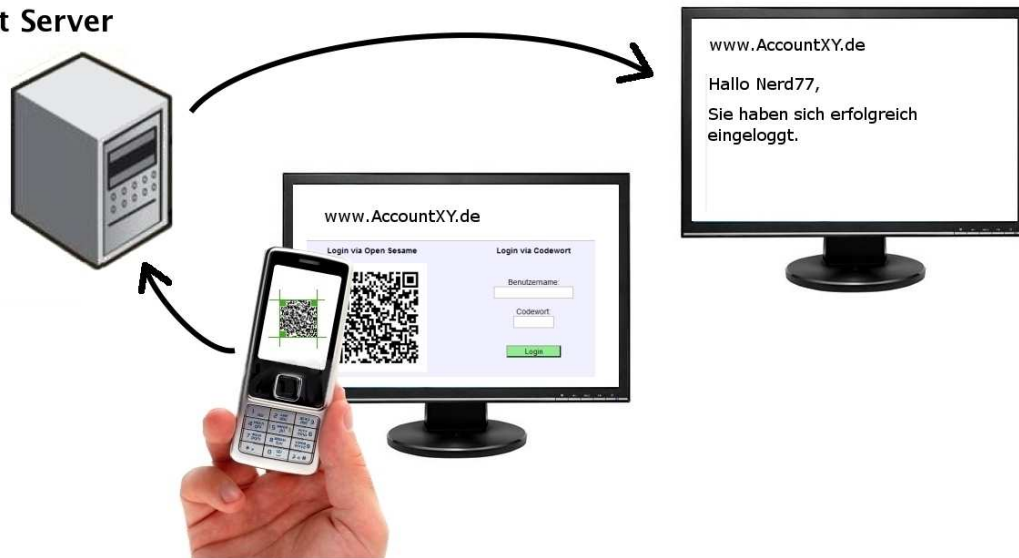 t Server
www.AccountXY.de
Hallo Nerd77,
Sie haben sich erfolgreich
eingeloggt.
www.AccountXY.de
Login via Open Sesame
Login via Codewort
Benutzername:
Codewort:
Login